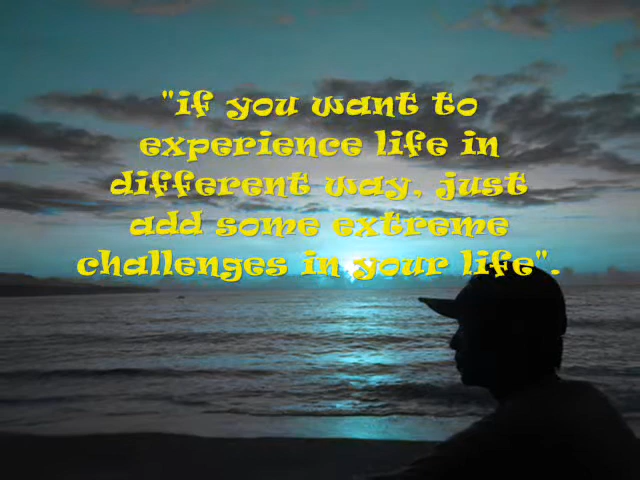 "if you want to
experience life in
different way, just
add some extreme
challenges in your life".